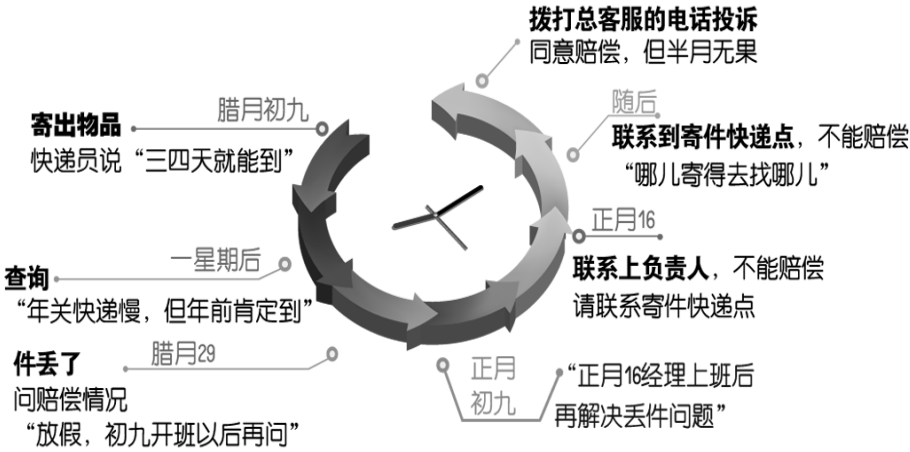 腊月初九
寄出物品
快递员说“三四天就能到”
一星期后
查询
“年关快递慢，但年前肯定到”
腊月29
件丢了
问赔偿情况
“放假，初九开班以后再问”
正月
初九
“正月16经理上班后
再解决丢件问题”
正月16
联系上负责人，不能赔偿
请联系寄件快递点
随后
联系到寄件快递点，不能赔偿
“哪儿寄得去找哪儿”
拨打总客服的电话投诉
同意赔偿，但半月无果